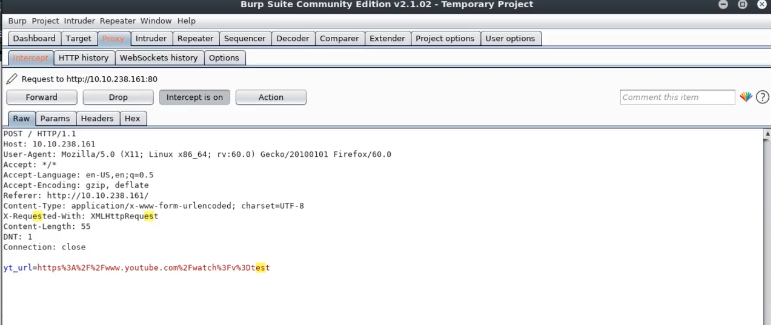 Burp Suite Community Edition v2.1.02 - Temporary Project
Burp Project Intruder Repeater Window Help
Dashboard Target Proxy Intruder Repeater Sequencer Decoder Comparer Extender Project options User options
Intercept HTTP history WebSockets history Options
Request to http://10.10.238.161:80
Forward Drop Intercept is on Action Comment this item ?
Raw Params Headers Hex
POST / HTTP/1.1
Host: 10.10.238.161
User-Agent: Mozilla/5.0 (X11; Linux x86_64; rv:60.0) Gecko/20100101 Firefox/60.0
Accept: */*
Accept-Language: en-US,en;q=0.5
Accept-Encoding: gzip, deflate
Referer: http://10.10.238.161/
Content-Type: application/x-www-form-urlencoded; charset=UTF-8
X-Requested-With: XMLHttpRequest
Content-Length: 55
DNT: 1
Connection: close
yt_url=https%3A%2F%2Fwww.youtube.com%2Fwatch%3Fv%3Dtest